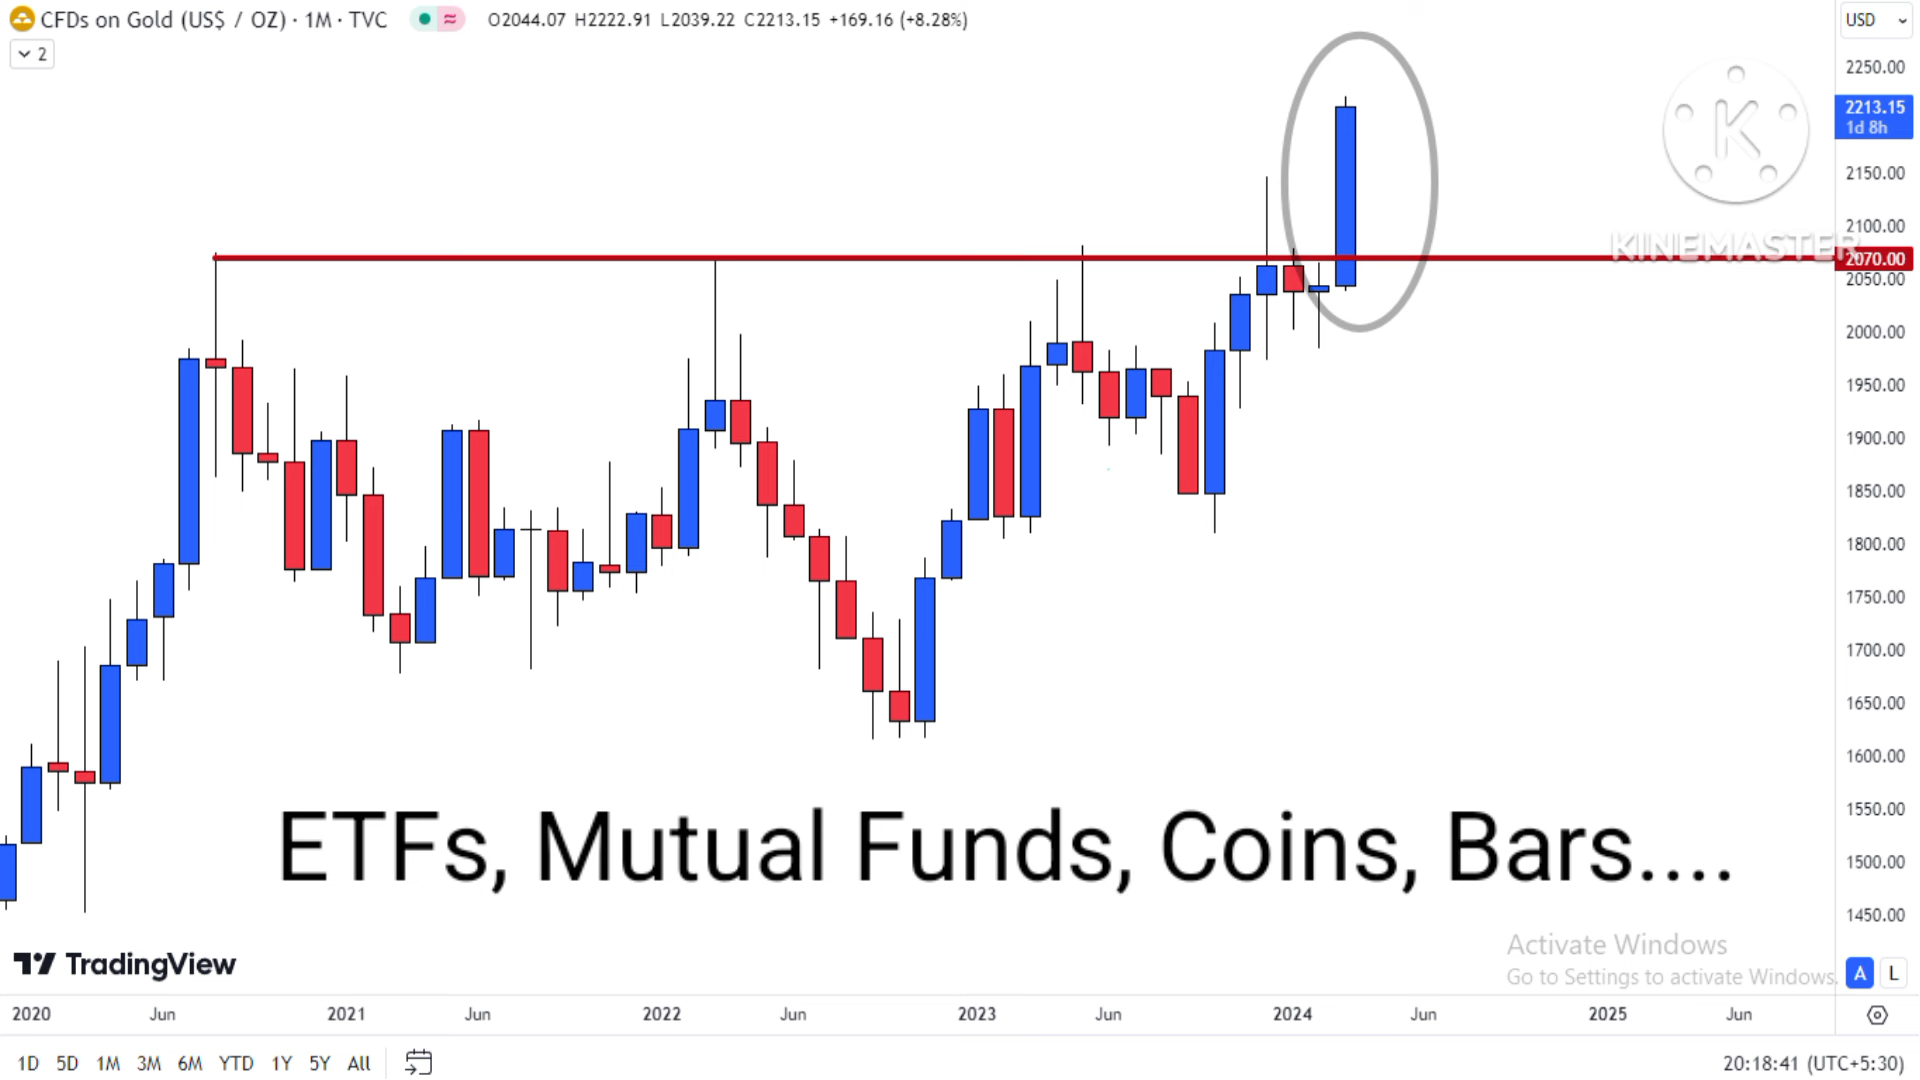 CFDs on Gold (US$ / OZ) · 1M · TVC O2044.07 H2222.91 L2039.22 C2213.15 +169.16 (+8.28%)
USD
2
2250.00
2213.15
1d 8h
K
2150.00
2100.00
KINEMASTER
2070.00
2050.00
2000.00
1950.00
1900.00
1850.00
1800.00
1750.00
1700.00
1650.00
1600.00
1550.00
1500.00
1450.00
ETFs, Mutual Funds, Coins, Bars....
Activate Windows
Go to Settings to activate Windows.
TradingView
A L
2020 Jun 2021 Jun 2022 Jun 2023 Jun 2024 Jun 2025 Jun
1D 5D 1M 3M 6M YTD 1Y 5Y All
20:18:41 (UTC+5:30)